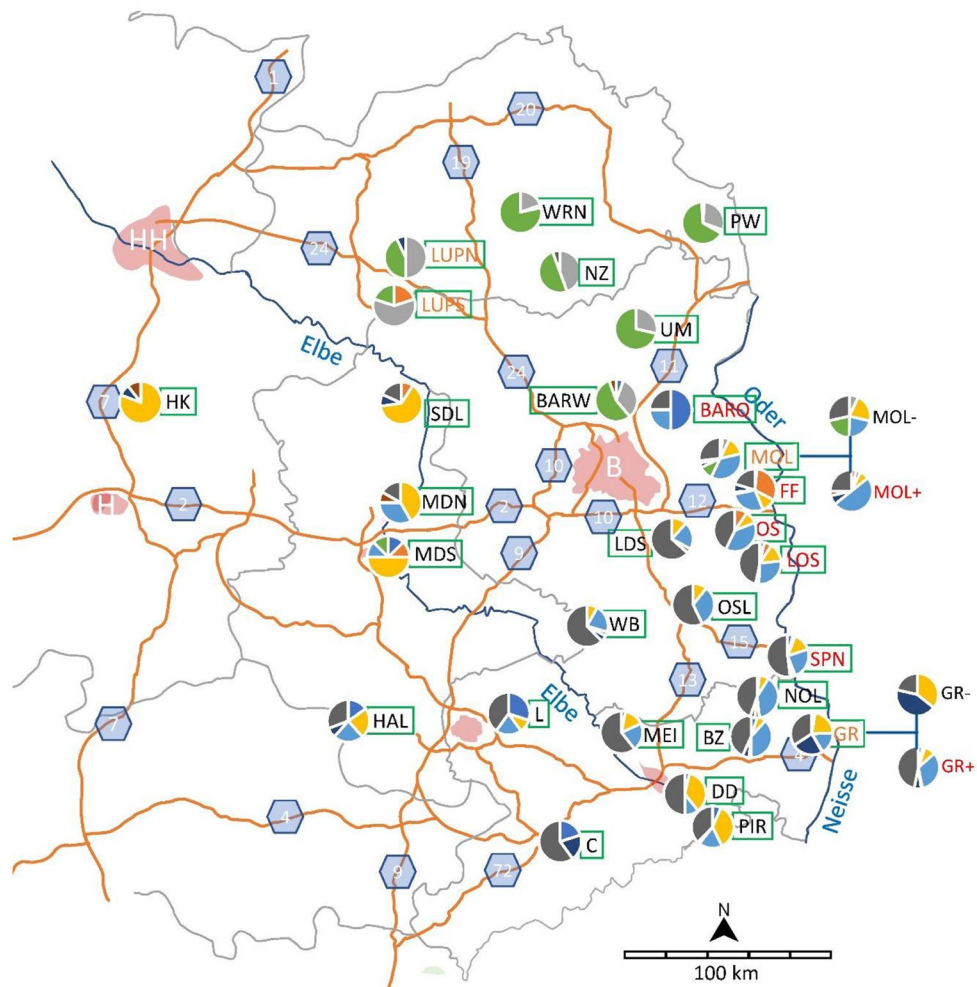 1
20
19
WRN
PW
HH
24
LUPN
NZ
LUPS
UM
Elbe
11
24
7
HK
SDL
BARW
BARO
Oder
MOL-
MOL
10
B
H
2
MDN
2
12
FF
MOL+
10
OS
MDS
9
LDS
LOS
OSL
WB
15
SPN
13
Elbe
NOL
GR-
7
HAL
L
MEI
BZ
GR
4
GR+
DD
Neisse
4
PIR
C
9
72
N
100 km